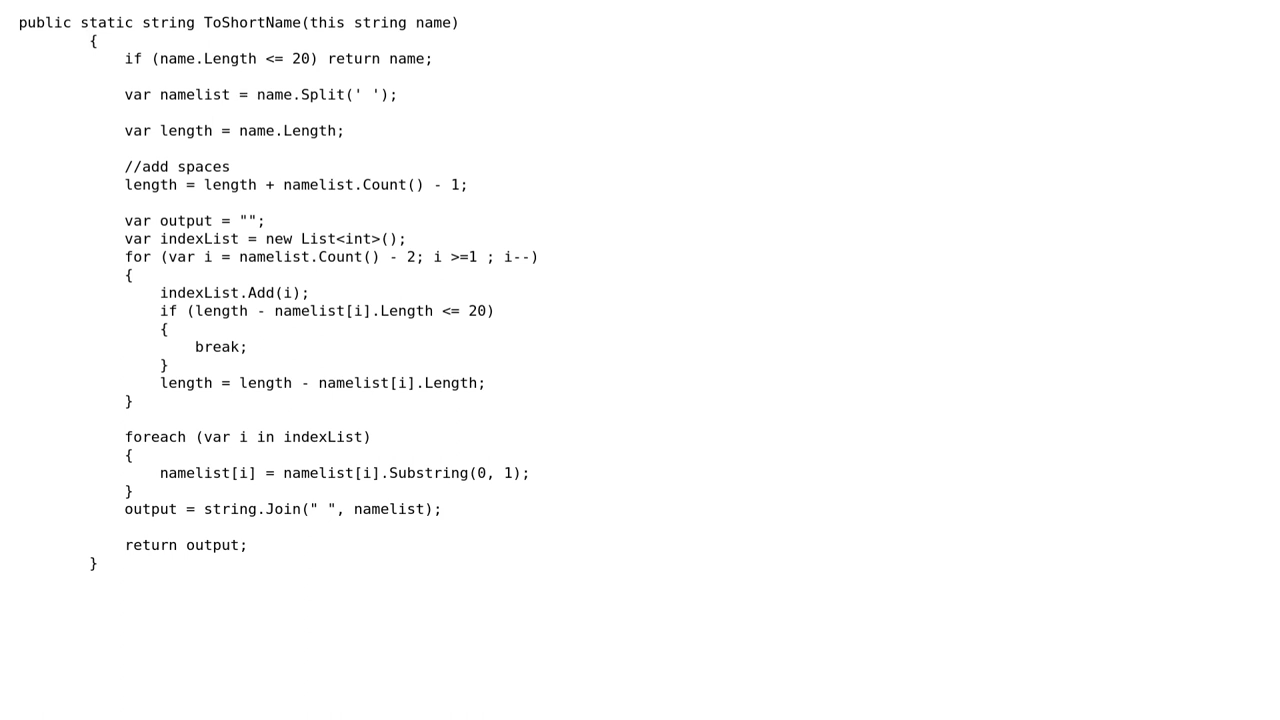 public static string ToShortName(this string name)
        {
            if (name.Length <= 20) return name;

            var namelist = name.Split(' ');

            var length = name.Length;

            //add spaces
            length = length + namelist.Count() - 1;

            var output = "";
            var indexList = new List<int>();
            for (var i = namelist.Count() - 2; i >=1 ; i--)
            {
                indexList.Add(i);
                if (length - namelist[i].Length <= 20)
                {
                    break;
                }
                length = length - namelist[i].Length;
            }

            foreach (var i in indexList)
            {
                namelist[i] = namelist[i].Substring(0, 1);
            }
            output = string.Join(" ", namelist);

            return output;
        }